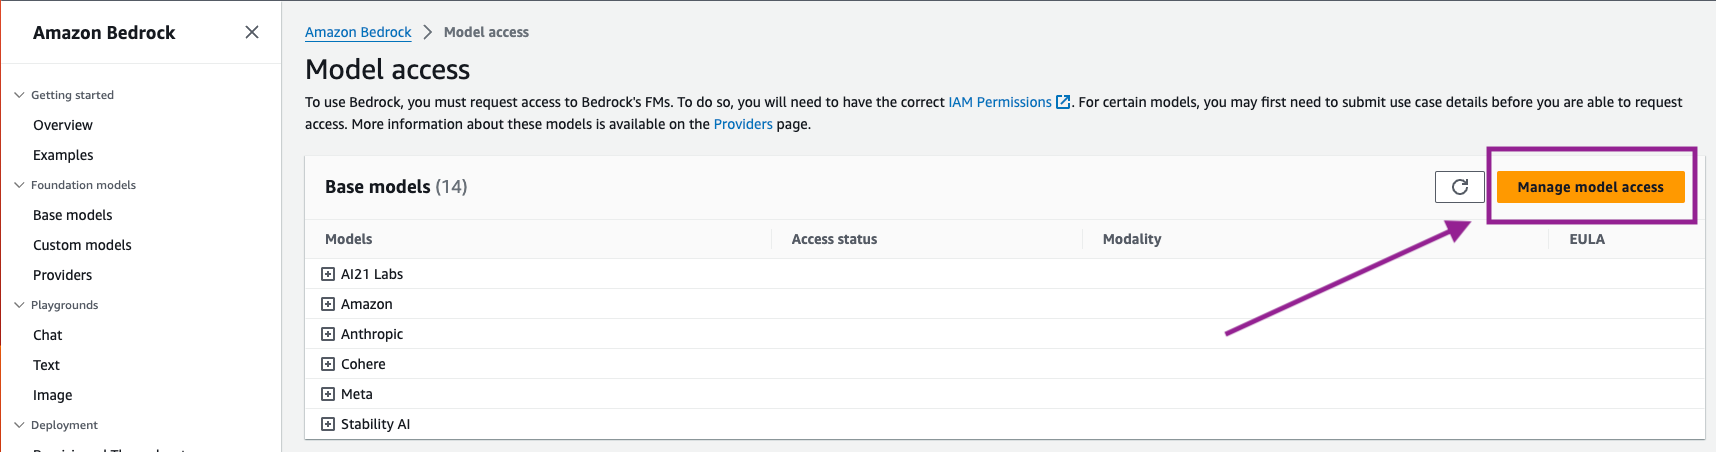 Amazon Bedrock
Getting started
Overview
Examples
Foundation models
Base models
Custom models
Providers
Playgrounds
Chat
Text
Image
Deployment
Amazon Bedrock > Model access
Model access
To use Bedrock, you must request access to Bedrock's FMs. To do so, you will need to have the correct IAM Permissions. For certain models, you may first need to submit use case details before you are able to request
access. More information about these models is available on the Providers page.
Base models (14)
Manage model access
Models Access status Modality EULA
AI21 Labs
Amazon
Anthropic
Cohere
Meta
Stability AI